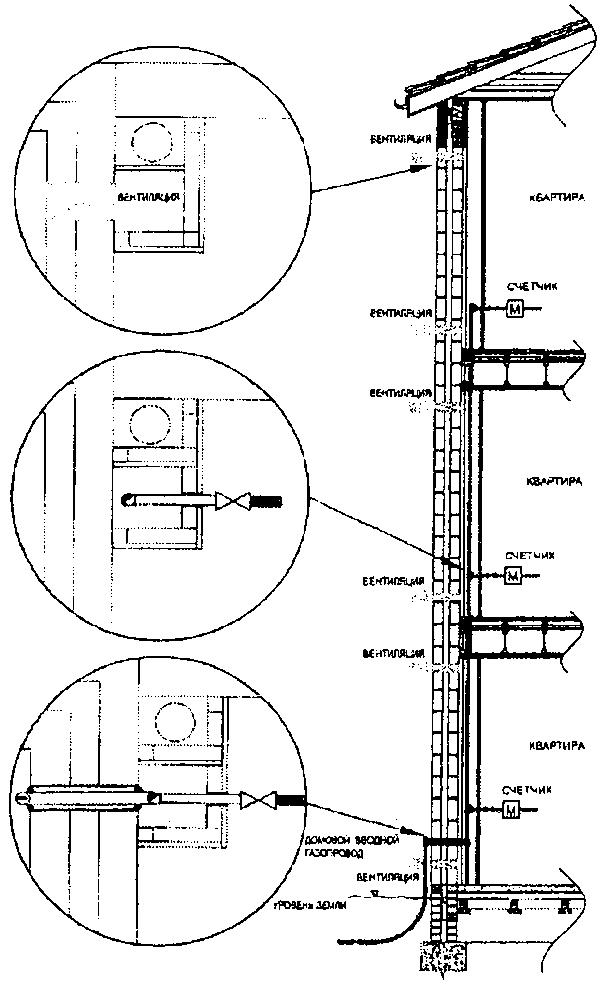 ВЕНТИЛЯЦИЯ
ВЕНТИЛЯЦИЯ
КВАРТИРА
СЧЕТЧИК
М
ВЕНТИЛЯЦИЯ
ВЕНТИЛЯЦИЯ
КВАРТИРА
СЧЕТЧИК
М
ВЕНТИЛЯЦИЯ
ВЕНТИЛЯЦИЯ
КВАРТИРА
СЧЕТЧИК
М
ДОМОВОЙ ВВОДНОЙ
ГАЗОПРОВОД
ВЕНТИЛЯЦИЯ
УРОВЕНЬ ЗЕМЛИ